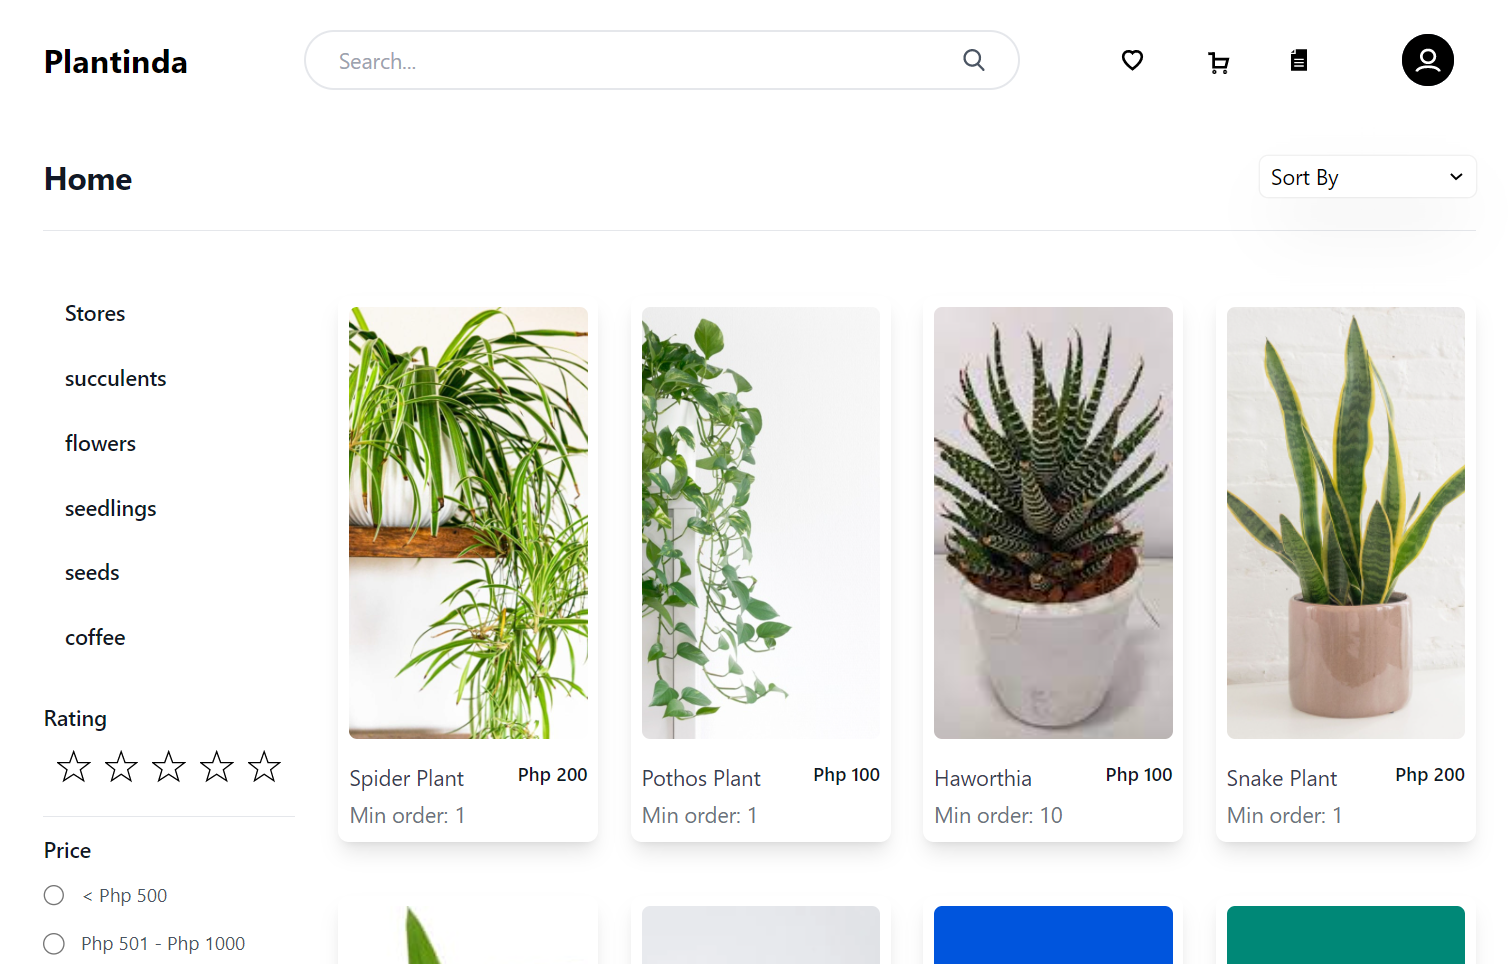 Plantinda
Search...
Home
Sort By
Stores
succulents
flowers
seedlings
seeds
coffee
Rating
Price
< Php 500
Php 501 - Php 1000
Spider Plant Php 200
Min order: 1
Pothos Plant Php 100
Min order: 1
Haworthia Php 100
Min order: 10
Snake Plant Php 200
Min order: 1